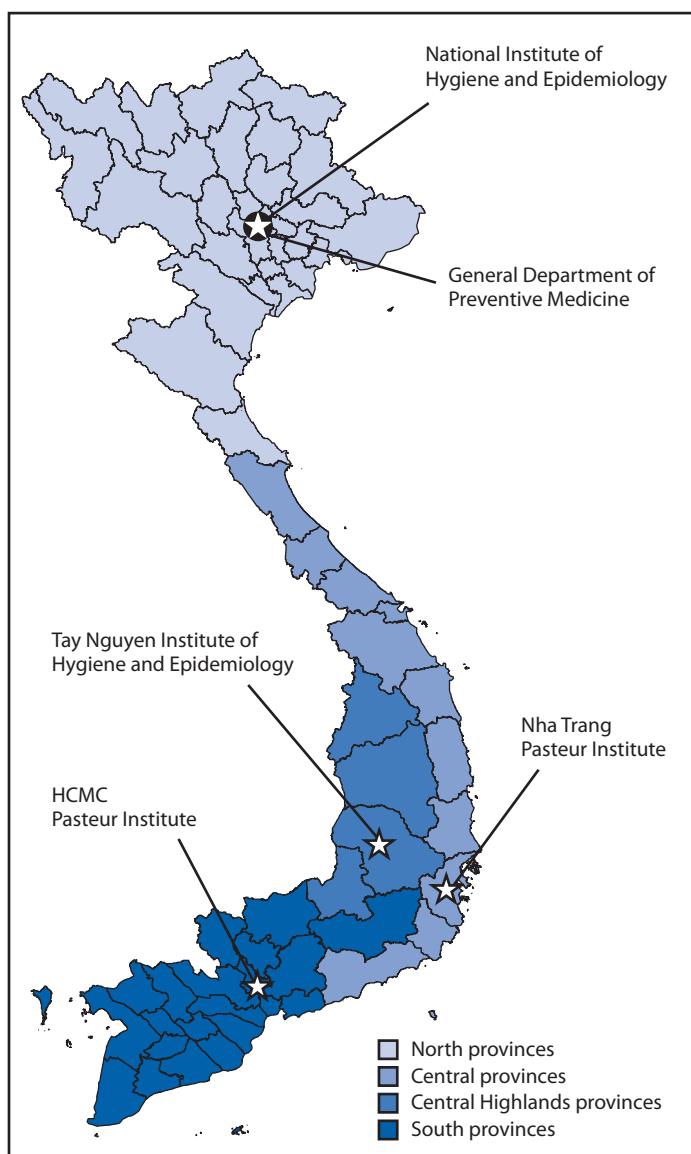 National Institute of
Hygiene and Epidemiology
General Department of
Preventive Medicine
Tay Nguyen Institute of
Hygiene and Epidemiology
Nha Trang
Pasteur Institute
HCMC
Pasteur Institute
North provinces
Central provinces
Central Highlands provinces
South provinces